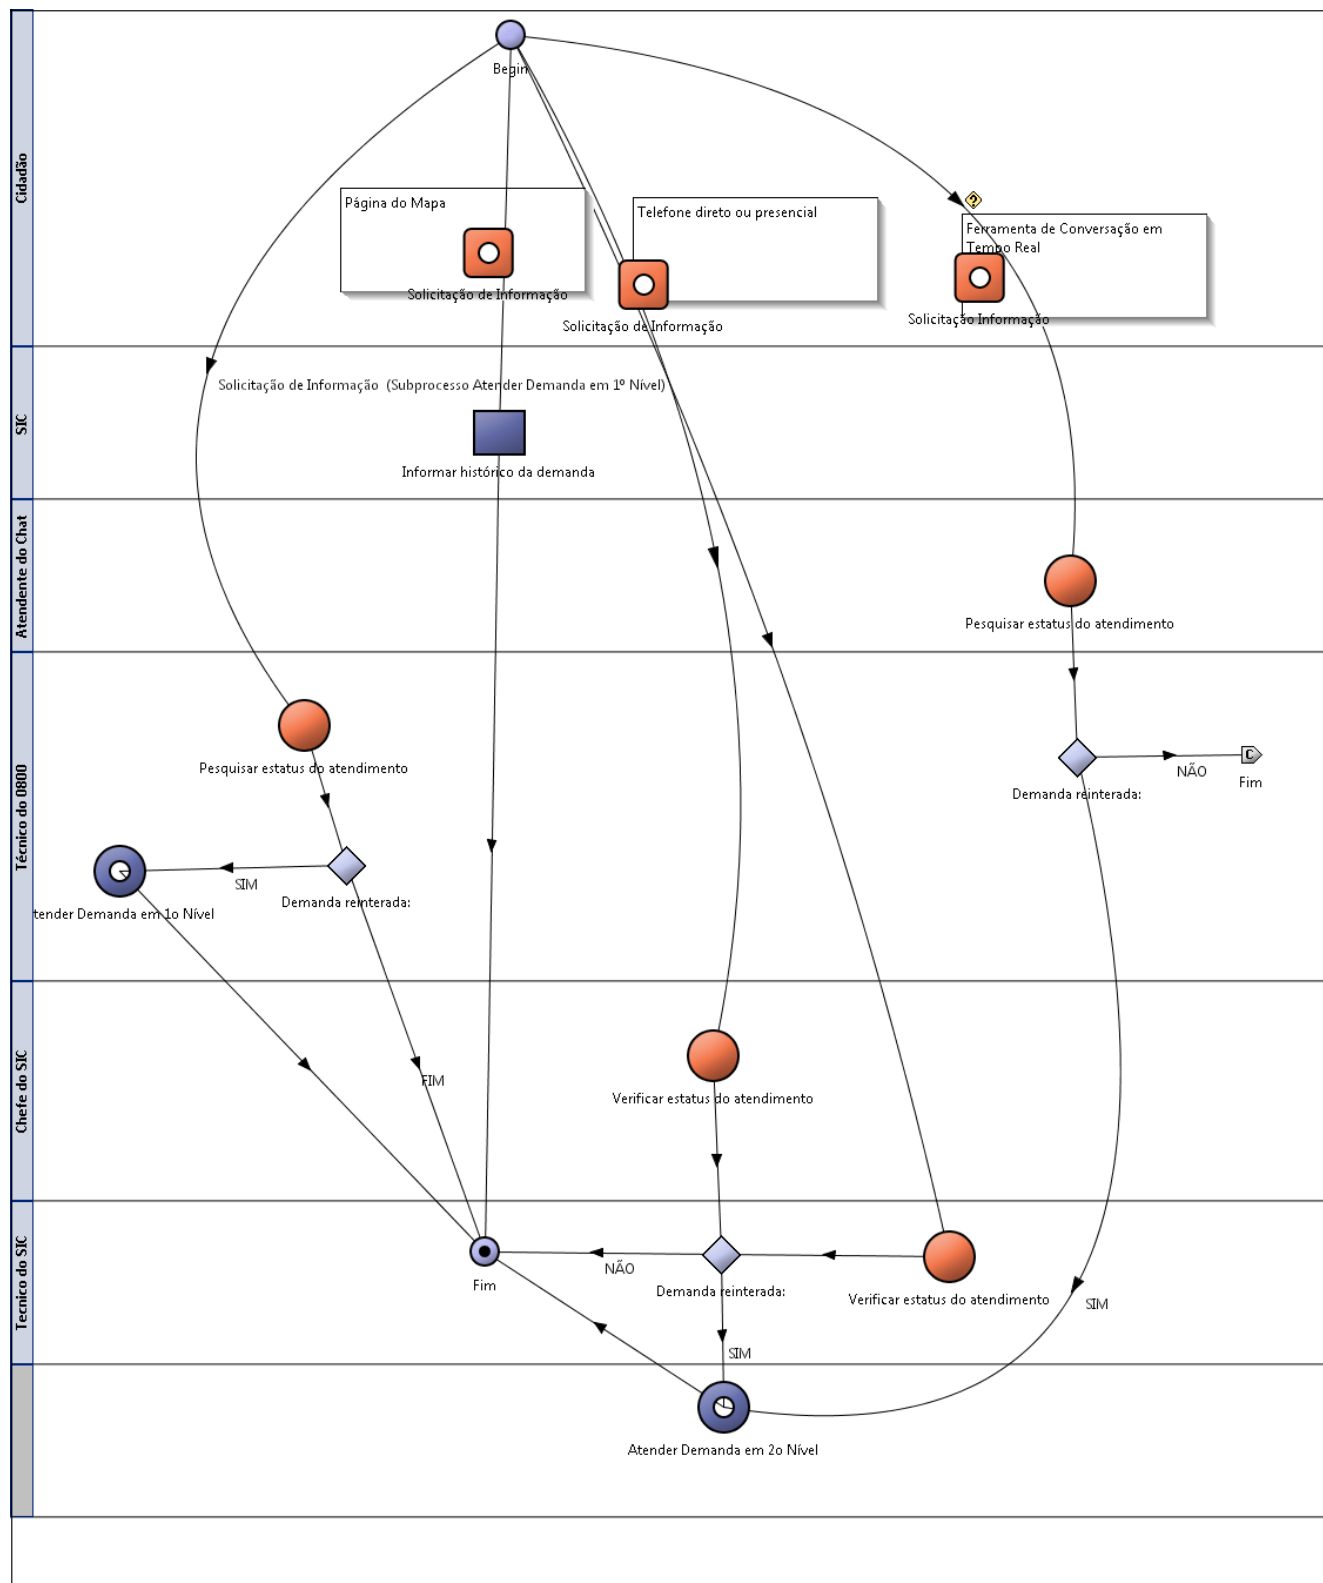 Cidadão
Begin
Página do Mapa
Solicitação de Informação
Telefone direto ou presencial
Solicitação de Informação
Ferramenta de Conversação em
Tempo Real
Solicitação Informação
SIC
Solicitação de Informação (Subprocesso Atender Demanda em 1º Nível)
Informar histórico da demanda
Atendente do Chat
Pesquisar estatus do atendimento
Técnico do 0800
Pesquisar estatus do atendimento
NÃO
C
Fim
Demanda reinterada:
SIM
Demanda reinterada:
tender Demanda em 1o Nível
Chefe do SIC
FIM
Verificar estatus do atendimento
Tecnico do SIC
Fim
NÃO
Demanda reinterada:
Verificar estatus do atendimento
SIM
SIM
Atender Demanda em 2o Nível